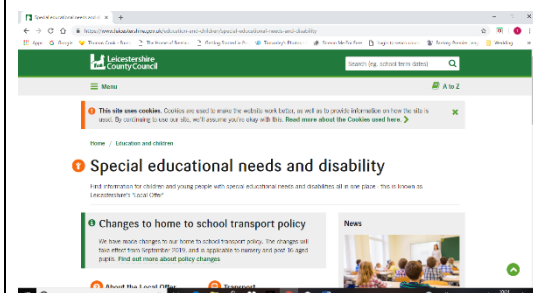 Special educational needs and di
https://www.leicestershire.gov.uk/education-and-children/special-educational-needs-and-disability
Apps
Leicestershire
County Council
Search (eg. school term dates)
Menu
A to Z
This site uses cookies. Cookies are used to make the website work better, as well as to provide information on how the site is
used. By continuing to use our site, we'll assume you're okay with this. Read more about the Cookies used here.
Home / Education and children
Special educational needs and disability
Find information for children and young people with special educational needs and disabilities all in one place - this is known as
Leicestershire's 'Local Offer'
Changes to home to school transport policy
We have made changes to our home to school transport policy. The changes will
take effect from September 2019, and is applicable to nursery and post 16 aged
pupils. Find out more about policy changes
News
About the Local Offer
Transport